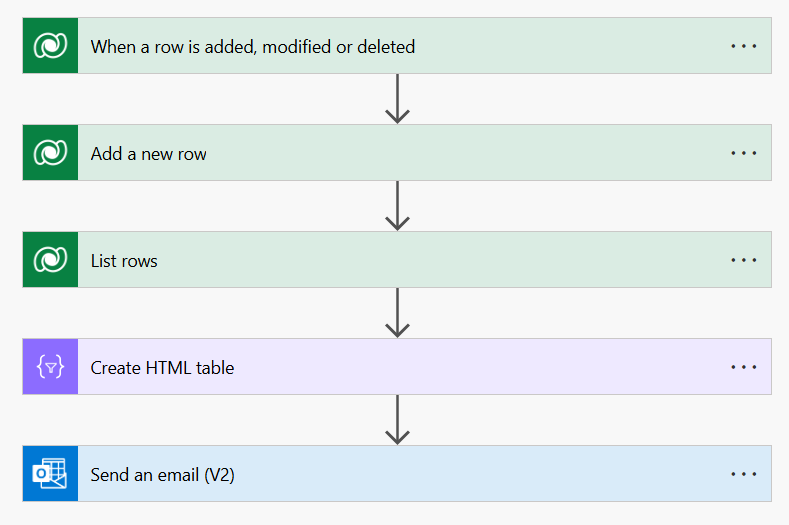 When a row is added, modified or deleted
Add a new row
List rows
Create HTML table
Send an email (V2)